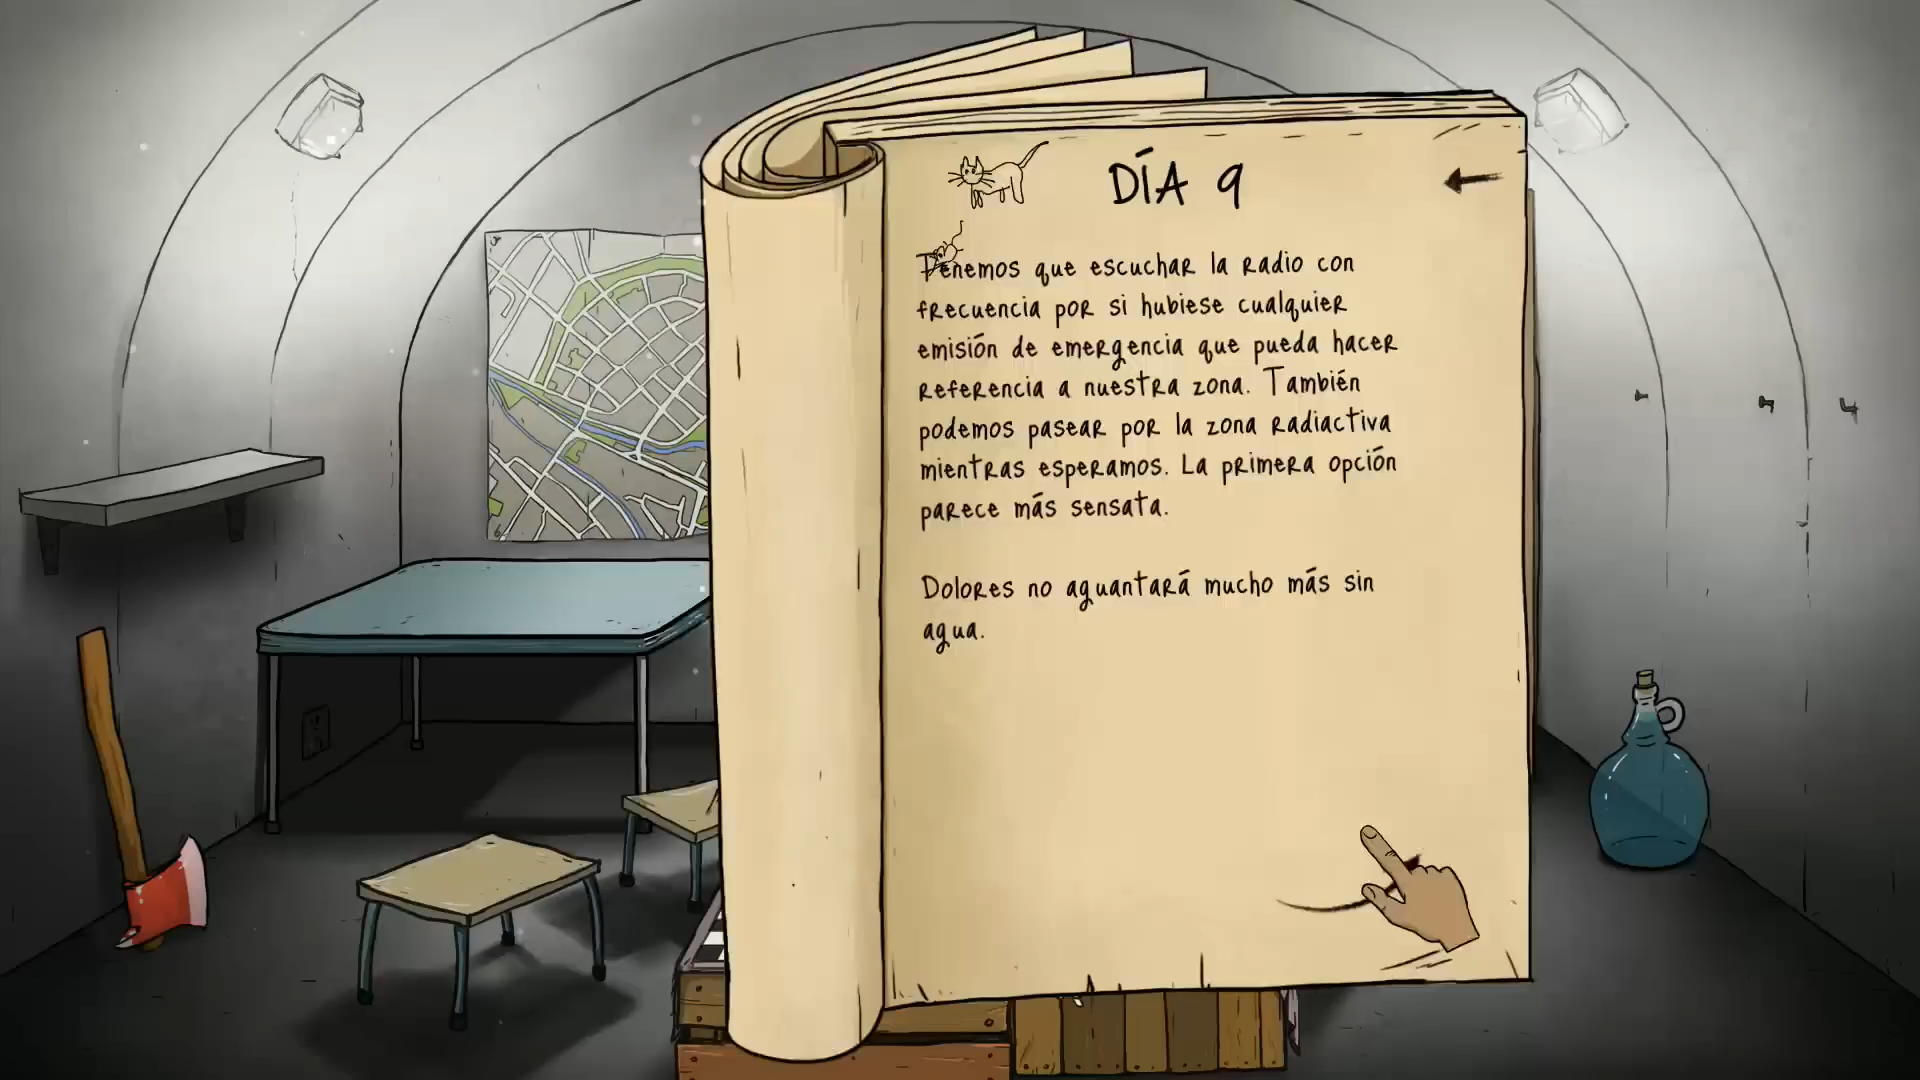 DÍA 9
Tenemos que escuchar la radio con
frecuencia por si hubiese cualquier
emisión de emergencia que pueda hacer
referencia a nuestra zona. También
podemos pasear por la zona radiactiva
mientras esperamos. La primera opción
parece más sensata.
Dolores no aguantará mucho más sin
agua.